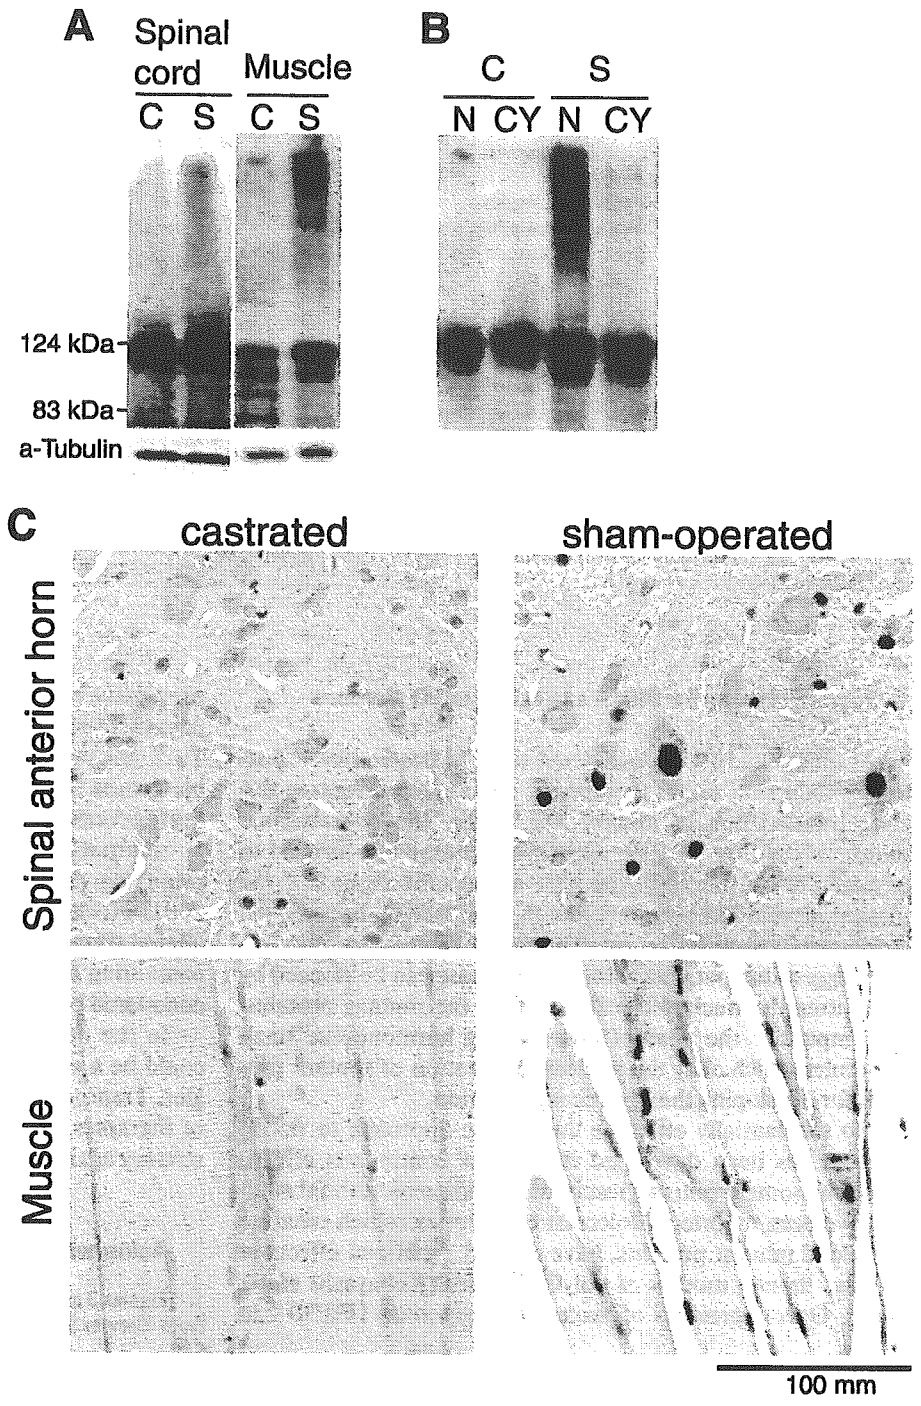 A
Spinal
cord
Muscle
C S C S
124 kDa
83 kDa
a-Tubulin
B
C S
N CY N CY
C
castrated sham-operated
Spinal anterior horn
Muscle
100 mm